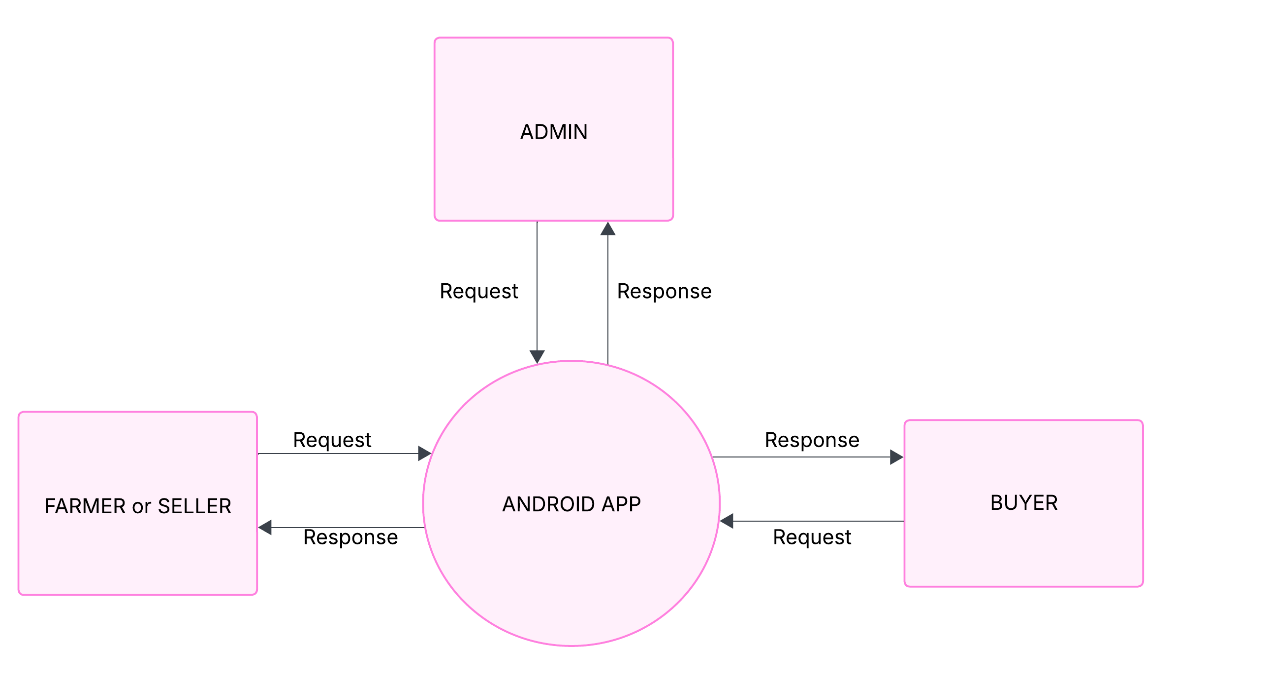 ADMIN
Request
Response
Request
Response
FARMER or SELLER
ANDROID APP
BUYER
Response
Request